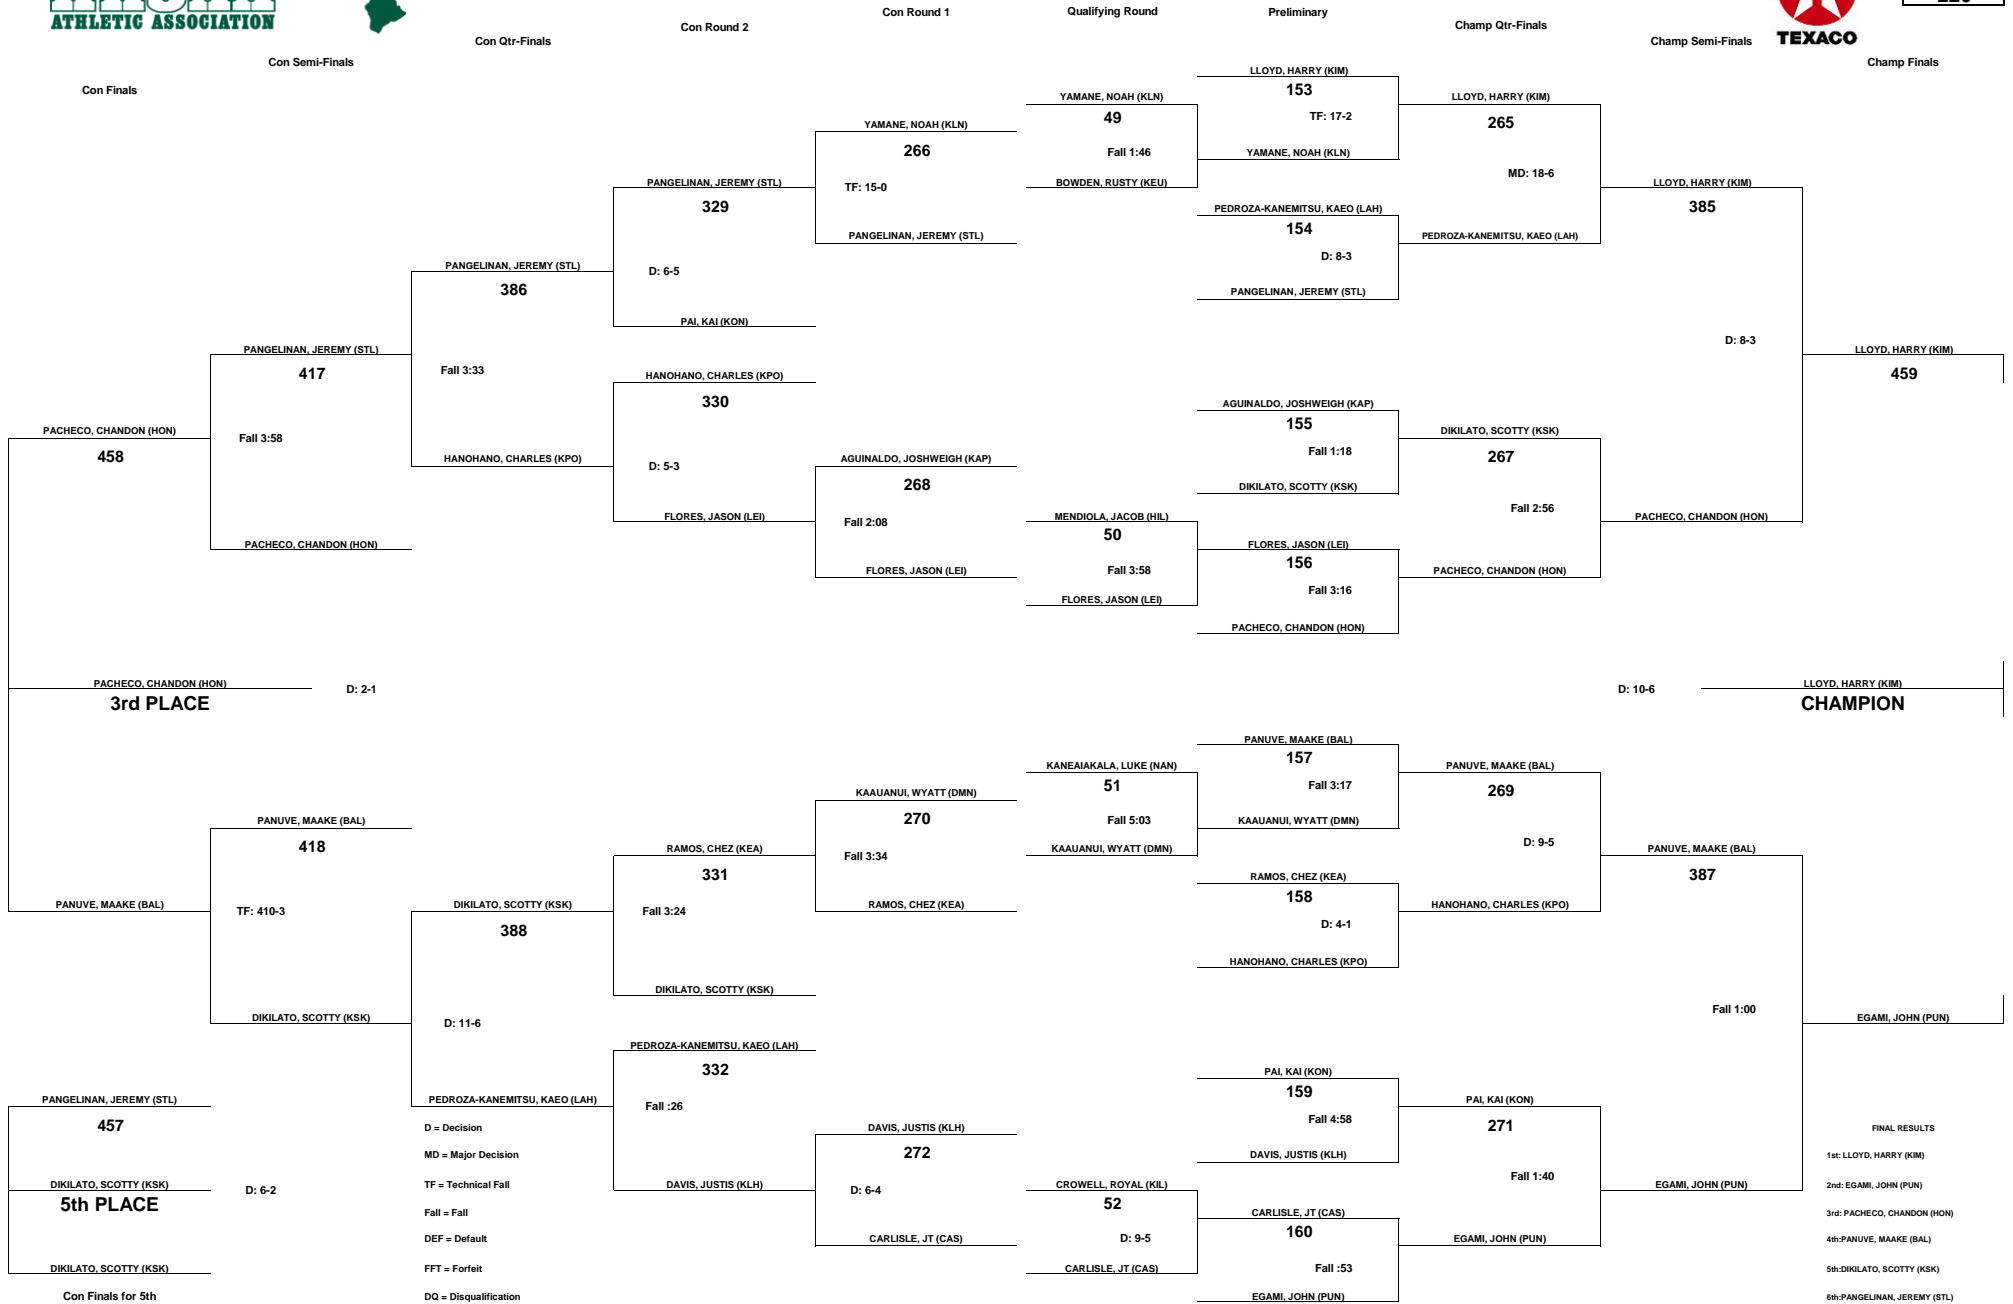 ATHLETIC ASSOCIATION
TEXACO
Con Finals
Con Semi-Finals
Con Qtr-Finals
Con Round 2
Con Round 1
Qualifying Round
Preliminary
Champ Qtr-Finals
Champ Semi-Finals
Champ Finals
PACHECO, CHANDON (HON)
458
PACHECO, CHANDON (HON)
3rd PLACE
D: 2-1
PANUVE, MAAKE (BAL)
PANGELINAN, JEREMY (STL)
457
DIKILATO, SCOTTY (KSK)
5th PLACE
D: 6-2
DIKILATO, SCOTTY (KSK)
Con Finals for 5th
PANGELINAN, JEREMY (STL)
417
Fall 3:58
PACHECO, CHANDON (HON)
PANUVE, MAAKE (BAL)
418
TF: 410-3
DIKILATO, SCOTTY (KSK)
PANGELINAN, JEREMY (STL)
386
Fall 3:33
HANOHANO, CHARLES (KPO)
DIKILATO, SCOTTY (KSK)
388
D: 11-6
PEDROZA-KANEMITSU, KAEO (LAH)
D = Decision
MD = Major Decision
TF = Technical Fall
Fall = Fall
DEF = Default
FFT = Forfeit
DQ = Disqualification
PANGELINAN, JEREMY (STL)
329
D: 6-5
PAI, KAI (KON)
HANOHANO, CHARLES (KPO)
330
D: 5-3
FLORES, JASON (LEI)
RAMOS, CHEZ (KEA)
331
Fall 3:24
DIKILATO, SCOTTY (KSK)
PEDROZA-KANEMITSU, KAEO (LAH)
332
Fall :26
DAVIS, JUSTIS (KLH)
YAMANE, NOAH (KLN)
266
TF: 15-0
PANGELINAN, JEREMY (STL)
AGUINALDO, JOSHWEIGH (KAP)
268
Fall 2:08
FLORES, JASON (LEI)
KAAUANUI, WYATT (DMN)
270
Fall 3:34
RAMOS, CHEZ (KEA)
DAVIS, JUSTIS (KLH)
272
D: 6-4
CARLISLE, JT (CAS)
YAMANE, NOAH (KLN)
49
Fall 1:46
BOWDEN, RUSTY (KEU)
MENDIOLA, JACOB (HIL)
50
Fall 3:58
FLORES, JASON (LEI)
KANEAIAKALA, LUKE (NAN)
51
Fall 5:03
KAAUANUI, WYATT (DMN)
CROWELL, ROYAL (KIL)
52
D: 9-5
CARLISLE, JT (CAS)
LLOYD, HARRY (KIM)
153
TF: 17-2
YAMANE, NOAH (KLN)
PEDROZA-KANEMITSU, KAEO (LAH)
154
D: 8-3
PANGELINAN, JEREMY (STL)
AGUINALDO, JOSHWEIGH (KAP)
155
Fall 1:18
DIKILATO, SCOTTY (KSK)
FLORES, JASON (LEI)
156
Fall 3:16
PACHECO, CHANDON (HON)
PANUVE, MAAKE (BAL)
157
Fall 3:17
KAAUANUI, WYATT (DMN)
RAMOS, CHEZ (KEA)
158
D: 4-1
HANOHANO, CHARLES (KPO)
PAI, KAI (KON)
159
Fall 4:58
DAVIS, JUSTIS (KLH)
CARLISLE, JT (CAS)
160
Fall :53
EGAMI, JOHN (PUN)
LLOYD, HARRY (KIM)
265
MD: 18-6
PEDROZA-KANEMITSU, KAEO (LAH)
DIKILATO, SCOTTY (KSK)
267
Fall 2:56
PACHECO, CHANDON (HON)
PANUVE, MAAKE (BAL)
269
D: 9-5
HANOHANO, CHARLES (KPO)
PAI, KAI (KON)
271
Fall 1:40
EGAMI, JOHN (PUN)
LLOYD, HARRY (KIM)
385
D: 8-3
PACHECO, CHANDON (HON)
PANUVE, MAAKE (BAL)
387
Fall 1:00
EGAMI, JOHN (PUN)
LLOYD, HARRY (KIM)
459
D: 10-6
LLOYD, HARRY (KIM)
CHAMPION
EGAMI, JOHN (PUN)
FINAL RESULTS
1st: LLOYD, HARRY (KIM)
2nd: EGAMI, JOHN (PUN)
3rd: PACHECO, CHANDON (HON)
4th:PANUVE, MAAKE (BAL)
5th:DIKILATO, SCOTTY (KSK)
6th:PANGELINAN, JEREMY (STL)